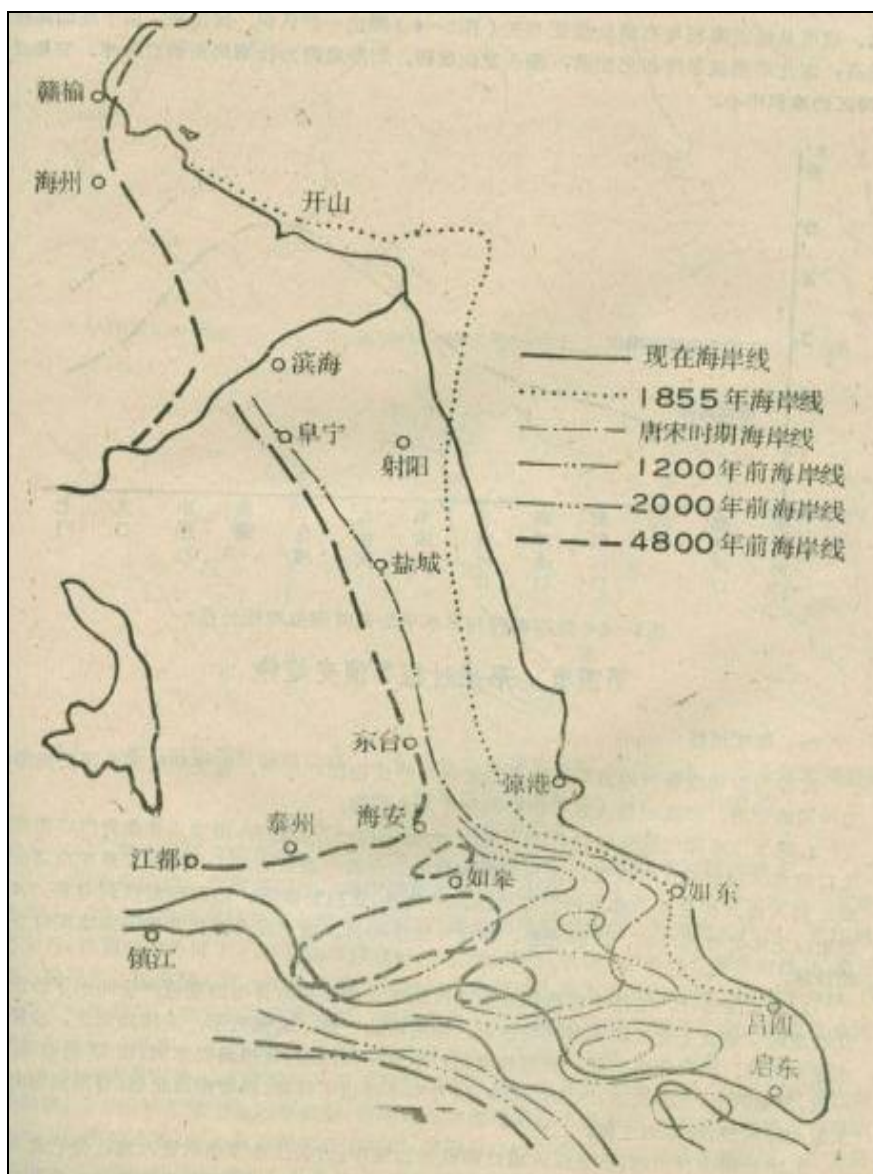 赣榆
海州
开山
现在海岸线
1855年海岸线
唐宋时期海岸线
1200年前海岸线
2000年前海岸线
4800年前海岸线
滨海
阜宁
射阳
盐城
东台
弶港
海安
泰州
江都
如皋
如东
镇江
吕四
启东